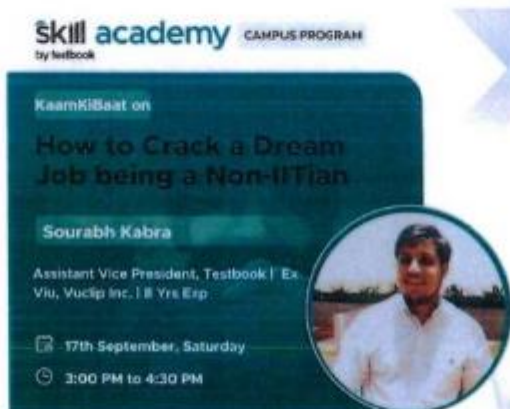 skill academy CAMPUS PROGRAM
by testbook
KaamKiBaat on
How to Crack a Dream
Job being a Non-IITian
Sourabh Kabra
Assistant Vice President, Testbook | Ex
Viu, Vuclip Inc. | 8 Yrs Exp
17th September, Saturday
3:00 PM to 4:30 PM